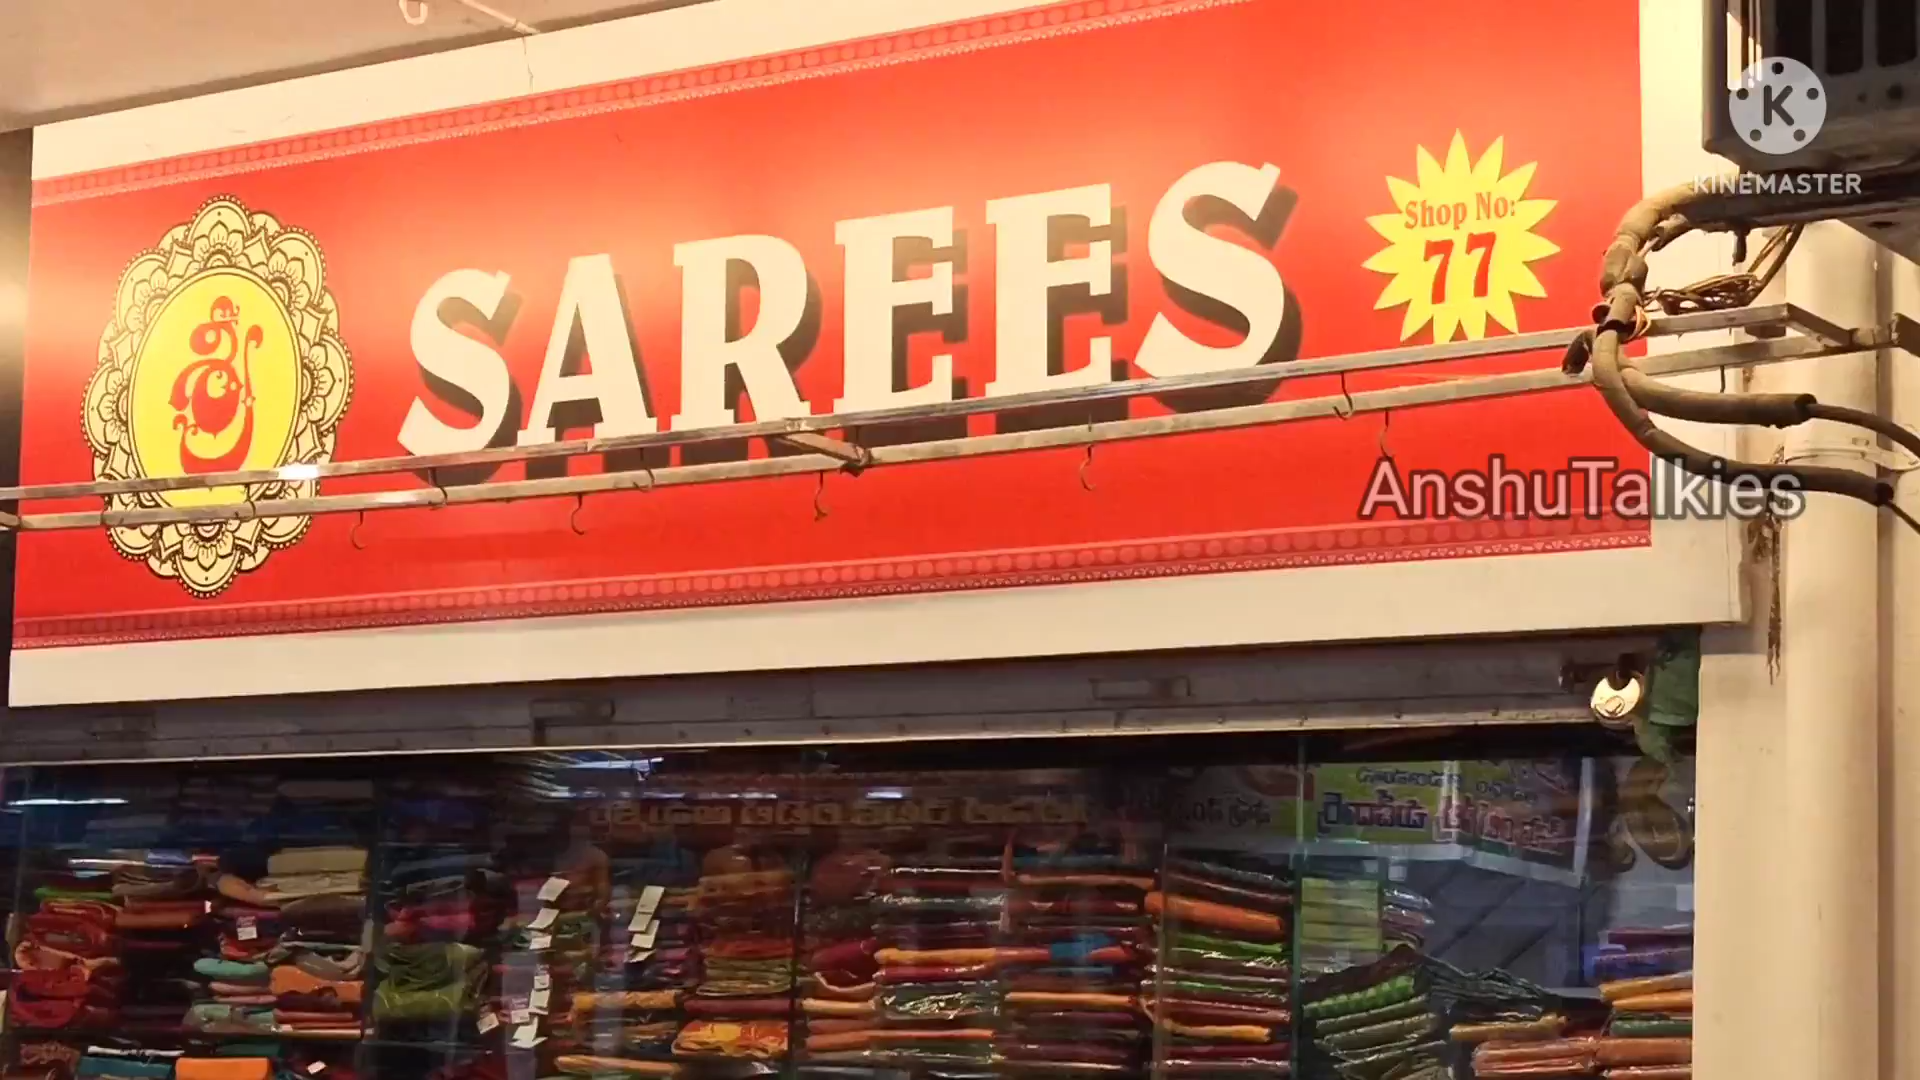 శ్రీ
SAREES
Shop No:
77
KINEMASTER
AnshuTalkies